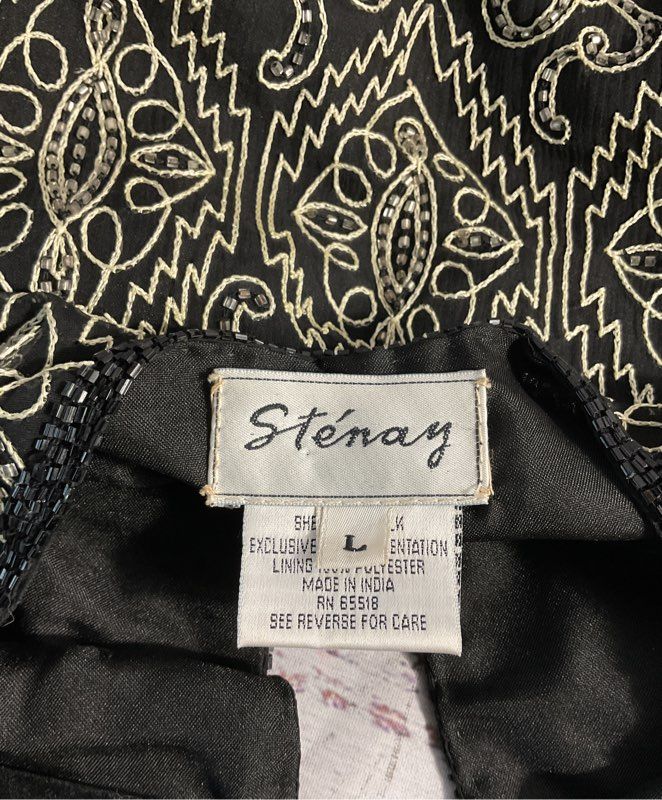 Sténay
L
EXCLUSIVE
LINING 100% POLYESTER
MADE IN INDIA
RN 65518
SEE REVERSE FOR CARE